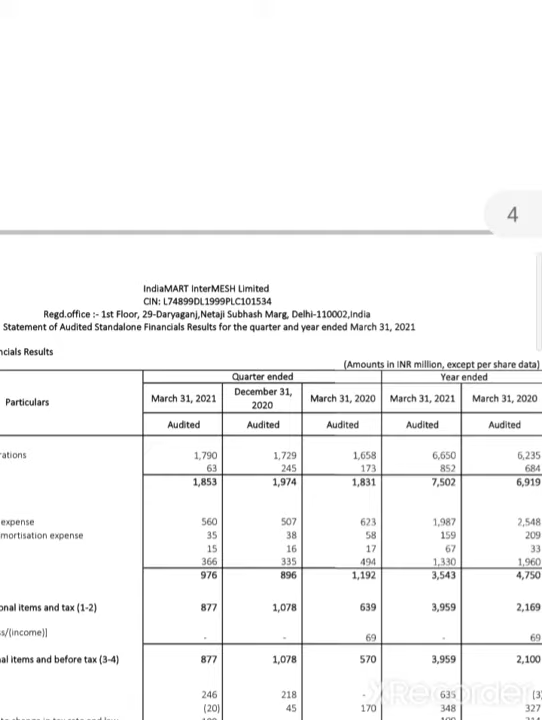 4
IndiaMART InterMESH Limited
CIN: L74899DL1999PLC101534
Regd.office :- 1st Floor, 29-Daryaganj,Netaji Subhash Marg, Delhi-110002,India
Statement of Audited Standalone Financials Results for the quarter and year ended March 31, 2021
ncials Results
(Amounts in INR million, except per share data)
Quarter ended Year ended
Particulars March 31, 2021 December 31, 2020 March 31, 2020 March 31, 2021 March 31, 2020
Audited Audited Audited Audited Audited
rations 1,790 1,729 1,658 6,650 6,235
63 245 173 852 684
1,853 1,974 1,831 7,502 6,919
expense 560 507 623 1,987 2,548
mortisation expense 35 38 58 159 209
15 16 17 67 33
366 335 494 1,330 1,960
976 896 1,192 3,543 4,750
onal items and tax (1-2) 877 1,078 639 3,959 2,169
s/(income)] - - 69 - 69
nal items and before tax (3-4) 877 1,078 570 3,959 2,100
246 218 - 635 (3)
(20) 45 170 348 327
XRecorder